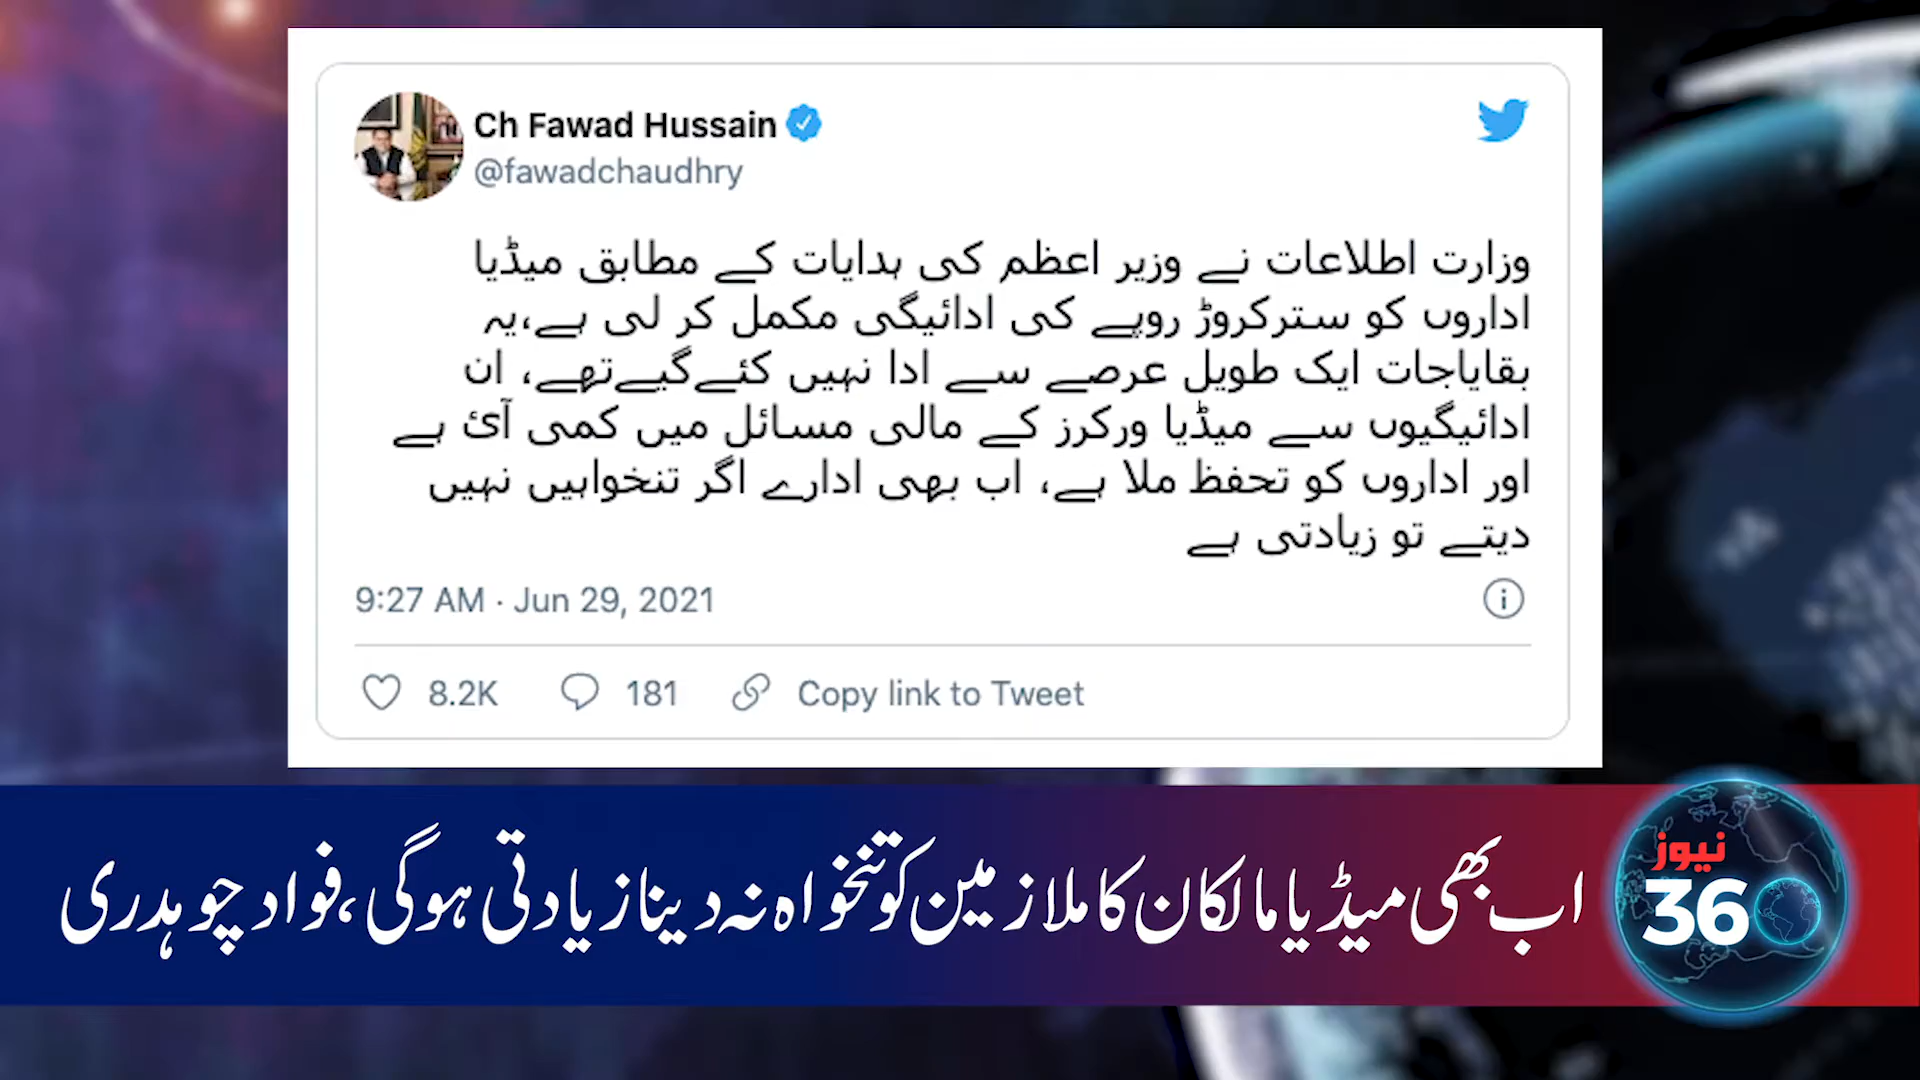 Ch Fawad Hussain
@fawadchaudhry
وزارت اطلاعات نے وزیر اعظم کی ہدایات کے مطابق میڈیا
اداروں کو سترکروڑ روپے کی ادائیگی مکمل کر لی ہے،یہ
بقایاجات ایک طویل عرصے سے ادا نہیں کئےگیےتھے، ان
ادائیگیوں سے میڈیا ورکرز کے مالی مسائل میں کمی آئ ہے
اور اداروں کو تحفظ ملا ہے، اب بھی ادارے اگر تنخواہیں نہیں
دیتے تو زیادتی ہے
9:27 AM · Jun 29, 2021
8.2K 181 Copy link to Tweet
اب بھی میڈیا مالکان کا ملازمین کو تنخواہ نہ دینا زیادتی ہوگی، فواد چوہدری
نیوز
36